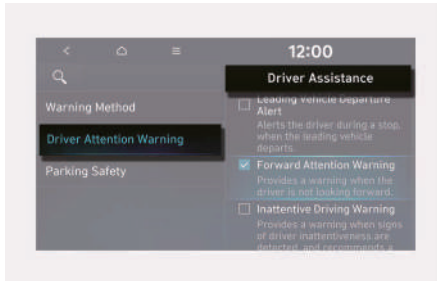 12:00
Driver Assistance
Warning Method
Driver Attention Warning
Parking Safety
Leading Vehicle Departure
Alert
Alerts the driver during a stop,
when the leading vehicle
departs.
Forward Attention Warning
Provides a warning when the
driver is not looking forward.
Inattentive Driving Warning
Provides a warning when signs
of driver inattentiveness are
detected, and recommends a